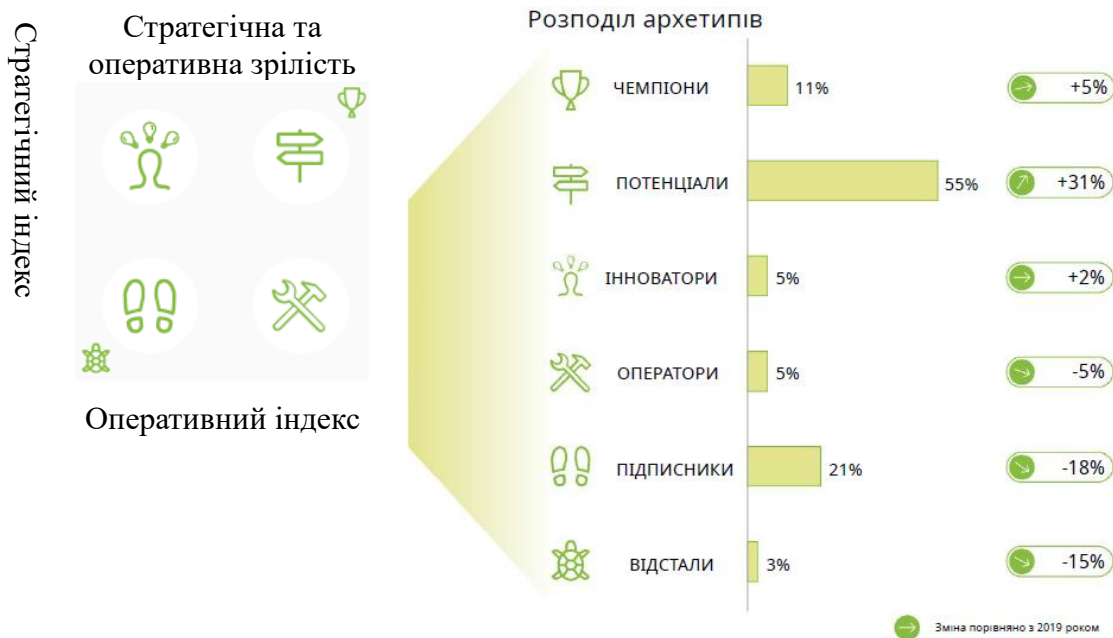 Стратегічний індекс
Стратегічна та
оперативна зрілість
Оперативний індекс
Розподіл архетипів
ЧЕМПІОНИ 11% +5%
ПОТЕНЦІАЛИ 55% +31%
ІННОВАТОРИ 5% +2%
ОПЕРАТОРИ 5% -5%
ПІДПИСНИКИ 21% -18%
ВІДСТАЛИ 3% -15%
Зміна порівняно з 2019 роком